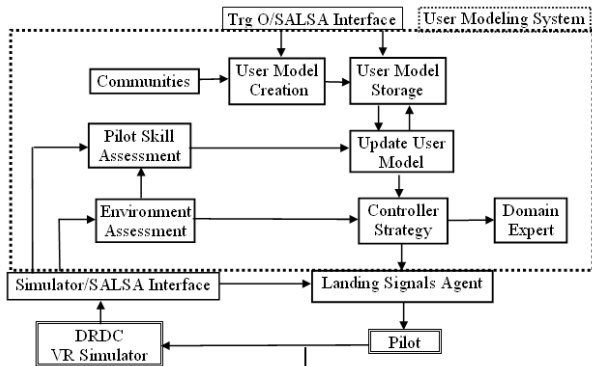 Trg O/SALSA Interface
User Modeling System
Communities
User Model
Creation
User Model
Storage
Pilot Skill
Assessment
Update User
Model
Environment
Assessment
Controller
Strategy
Domain
Expert
Simulator/SALSA Interface
Landing Signals Agent
DRDC
VR Simulator
Pilot